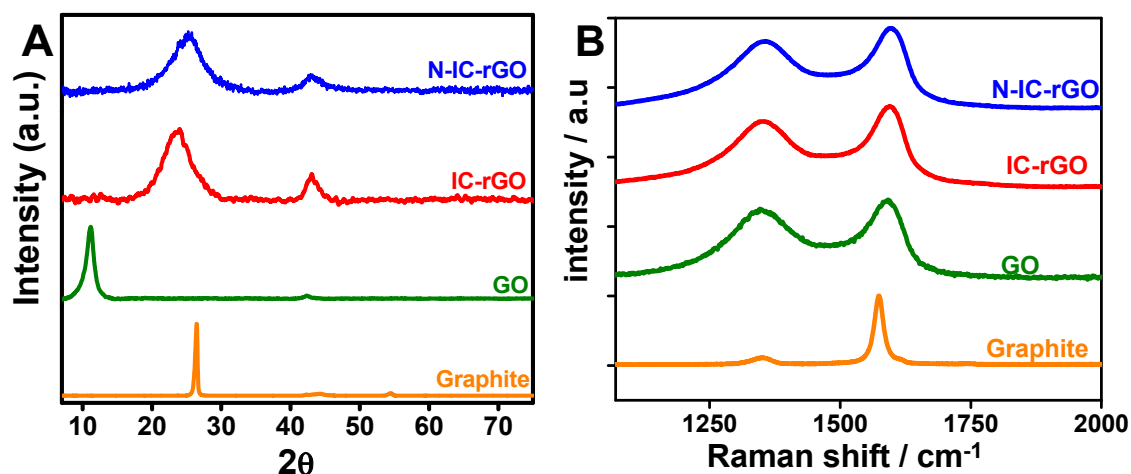 A
Intensity (a.u.)
N-IC-rGO
IC-rGO
GO
Graphite
10 20 30 40 50 60 70
2θ
B
intensity / a.u
N-IC-rGO
IC-rGO
GO
Graphite
1250 1500 1750 2000
Raman shift / cm⁻¹